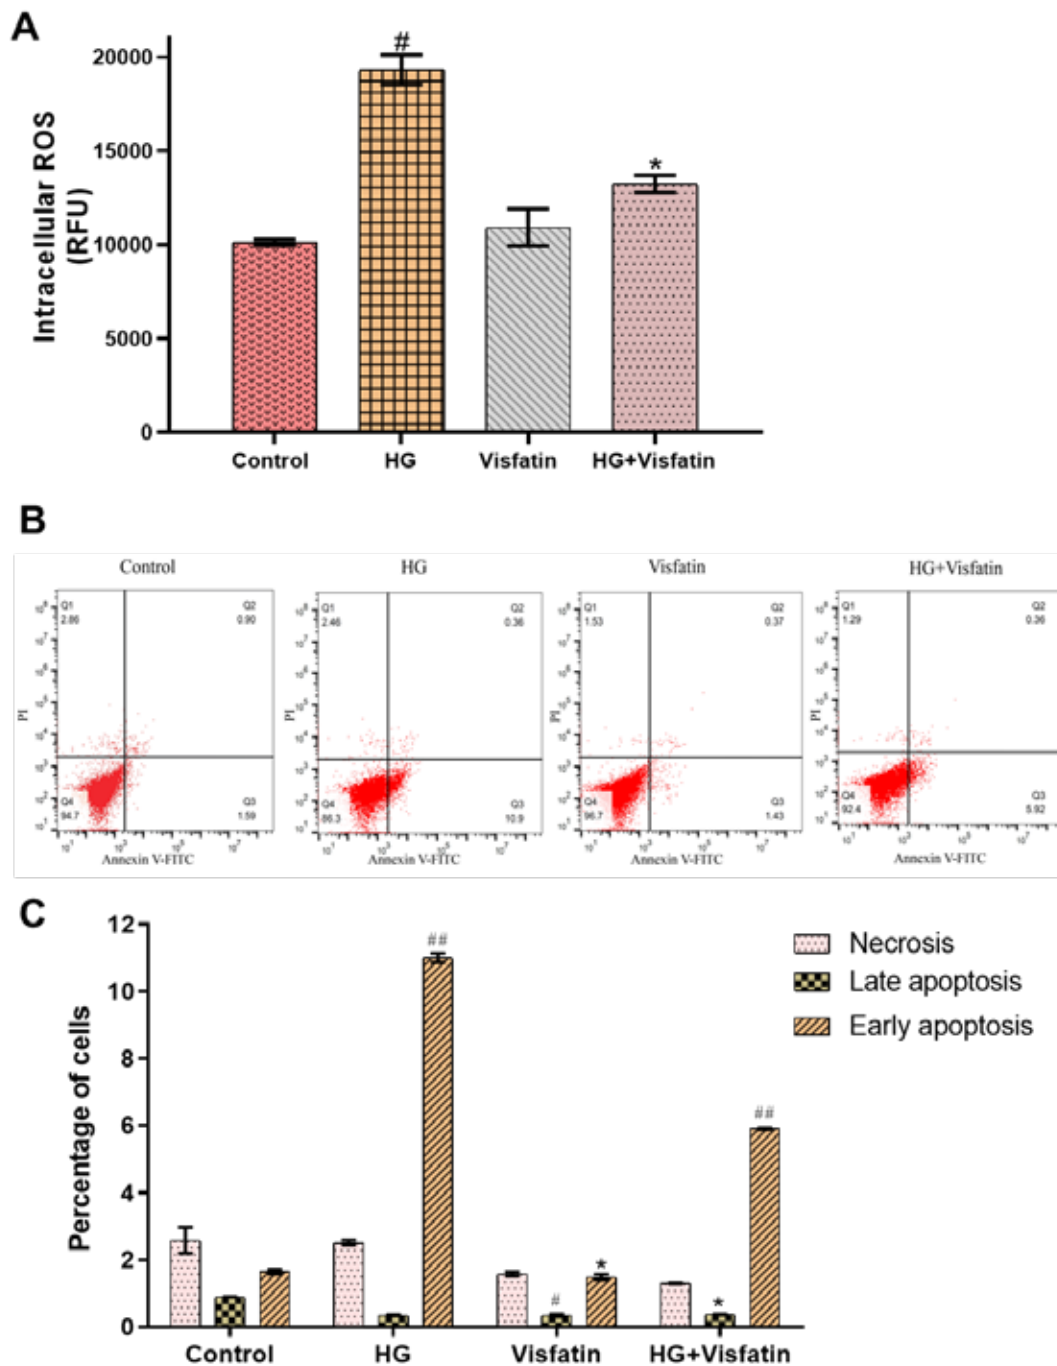 A
Intracellular ROS
(RFU)
20000
15000
10000
5000
0
#
*
Control HG Visfatin HG+Visfatin
B
Control HG Visfatin HG+Visfatin
Q1 2.86 Q2 0.90
Q4 94.7 Q3 1.59
PI
Annexin V-FITC
Q1 2.46 Q2 0.36
Q4 86.3 Q3 10.9
PI
Annexin V-FITC
Q1 1.53 Q2 0.37
Q4 96.7 Q3 1.43
PI
Annexin V-FITC
Q1 1.29 Q2 0.36
Q4 92.4 Q3 5.92
PI
Annexin V-FITC
C
Percentage of cells
12
10
8
6
4
2
0
##
#
*
*
##
Necrosis
Late apoptosis
Early apoptosis
Control HG Visfatin HG+Visfatin